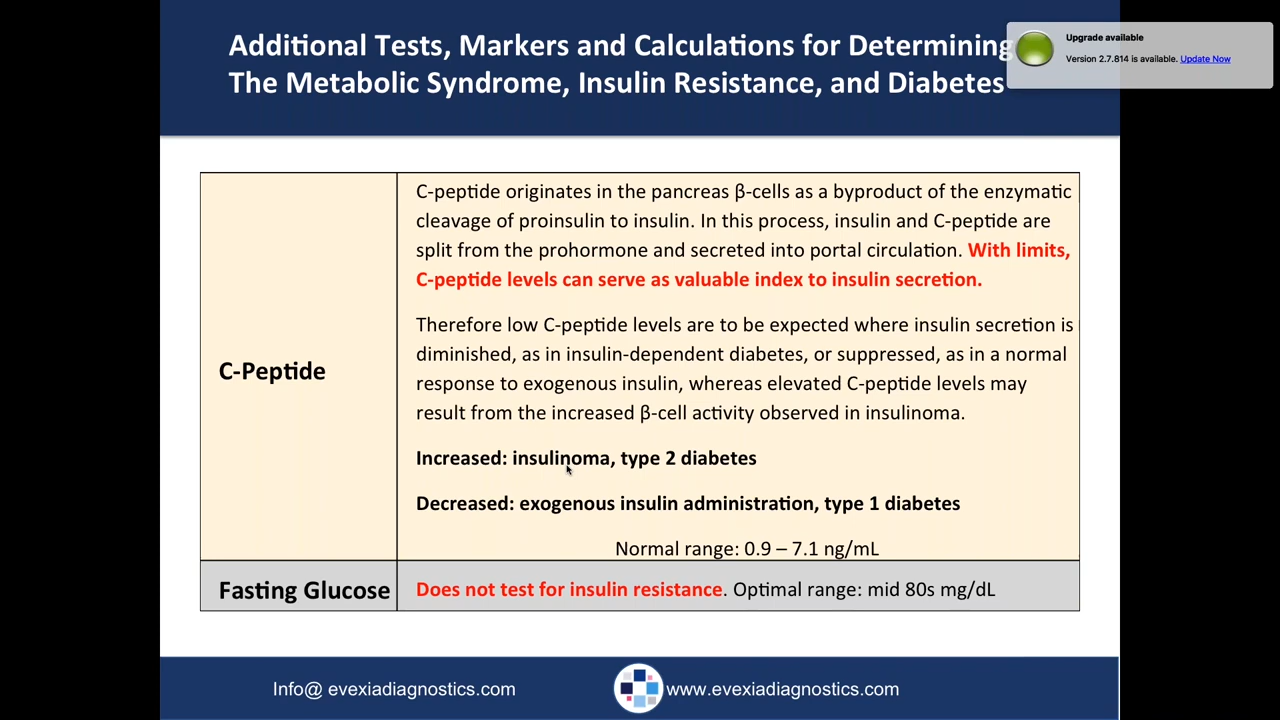 Additional Tests, Markers and Calculations for Determining
The Metabolic Syndrome, Insulin Resistance, and Diabetes
Upgrade available
Version 2.7.814 is available. Update Now
C-Peptide
C-peptide originates in the pancreas β-cells as a byproduct of the enzymatic
cleavage of proinsulin to insulin. In this process, insulin and C-peptide are
split from the prohormone and secreted into portal circulation. With limits,
C-peptide levels can serve as valuable index to insulin secretion.
Therefore low C-peptide levels are to be expected where insulin secretion is
diminished, as in insulin-dependent diabetes, or suppressed, as in a normal
response to exogenous insulin, whereas elevated C-peptide levels may
result from the increased β-cell activity observed in insulinoma.
Increased: insulinoma, type 2 diabetes
Decreased: exogenous insulin administration, type 1 diabetes
Normal range: 0.9 – 7.1 ng/mL
Fasting Glucose
Does not test for insulin resistance. Optimal range: mid 80s mg/dL
Info@ evexiadiagnostics.com
www.evexiadiagnostics.com